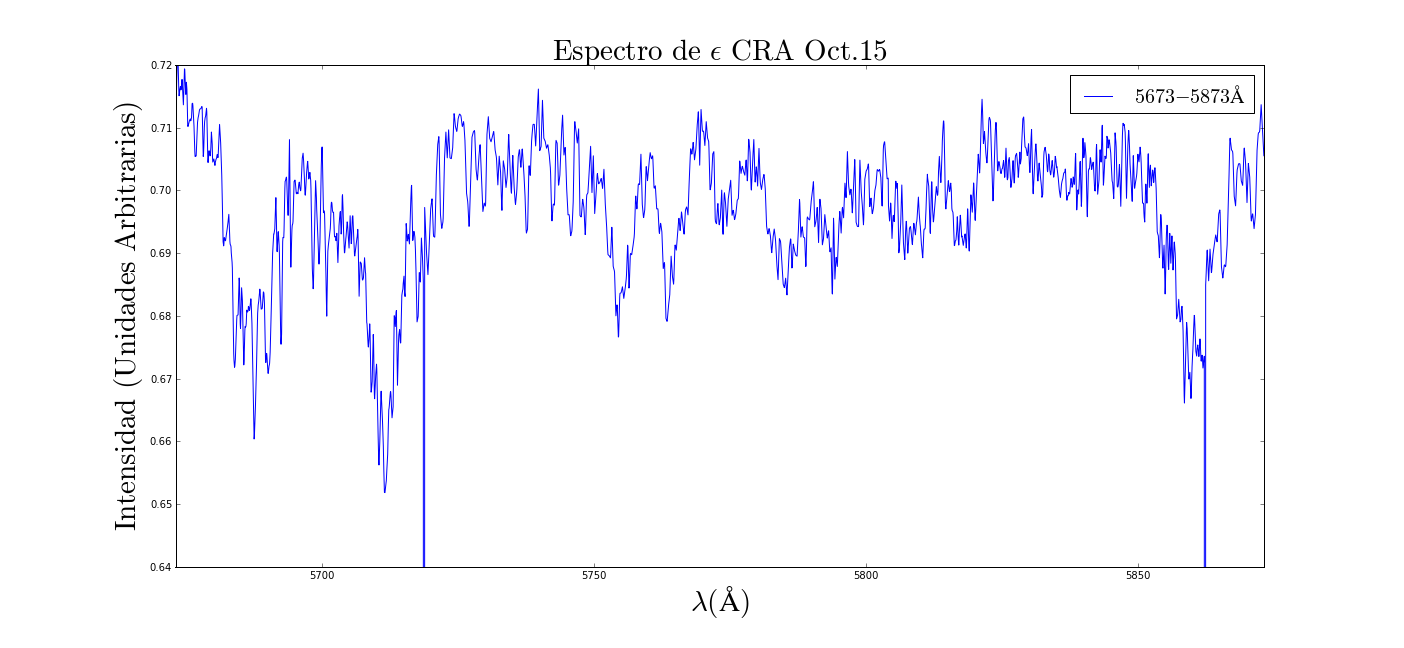 Espectro de ϵ CRA Oct.15
5673−5873Å
Intensidad (Unidades Arbitrarias)
0.72
0.71
0.70
0.69
0.68
0.67
0.66
0.65
0.64
5700 5750 5800 5850
λ(Å)